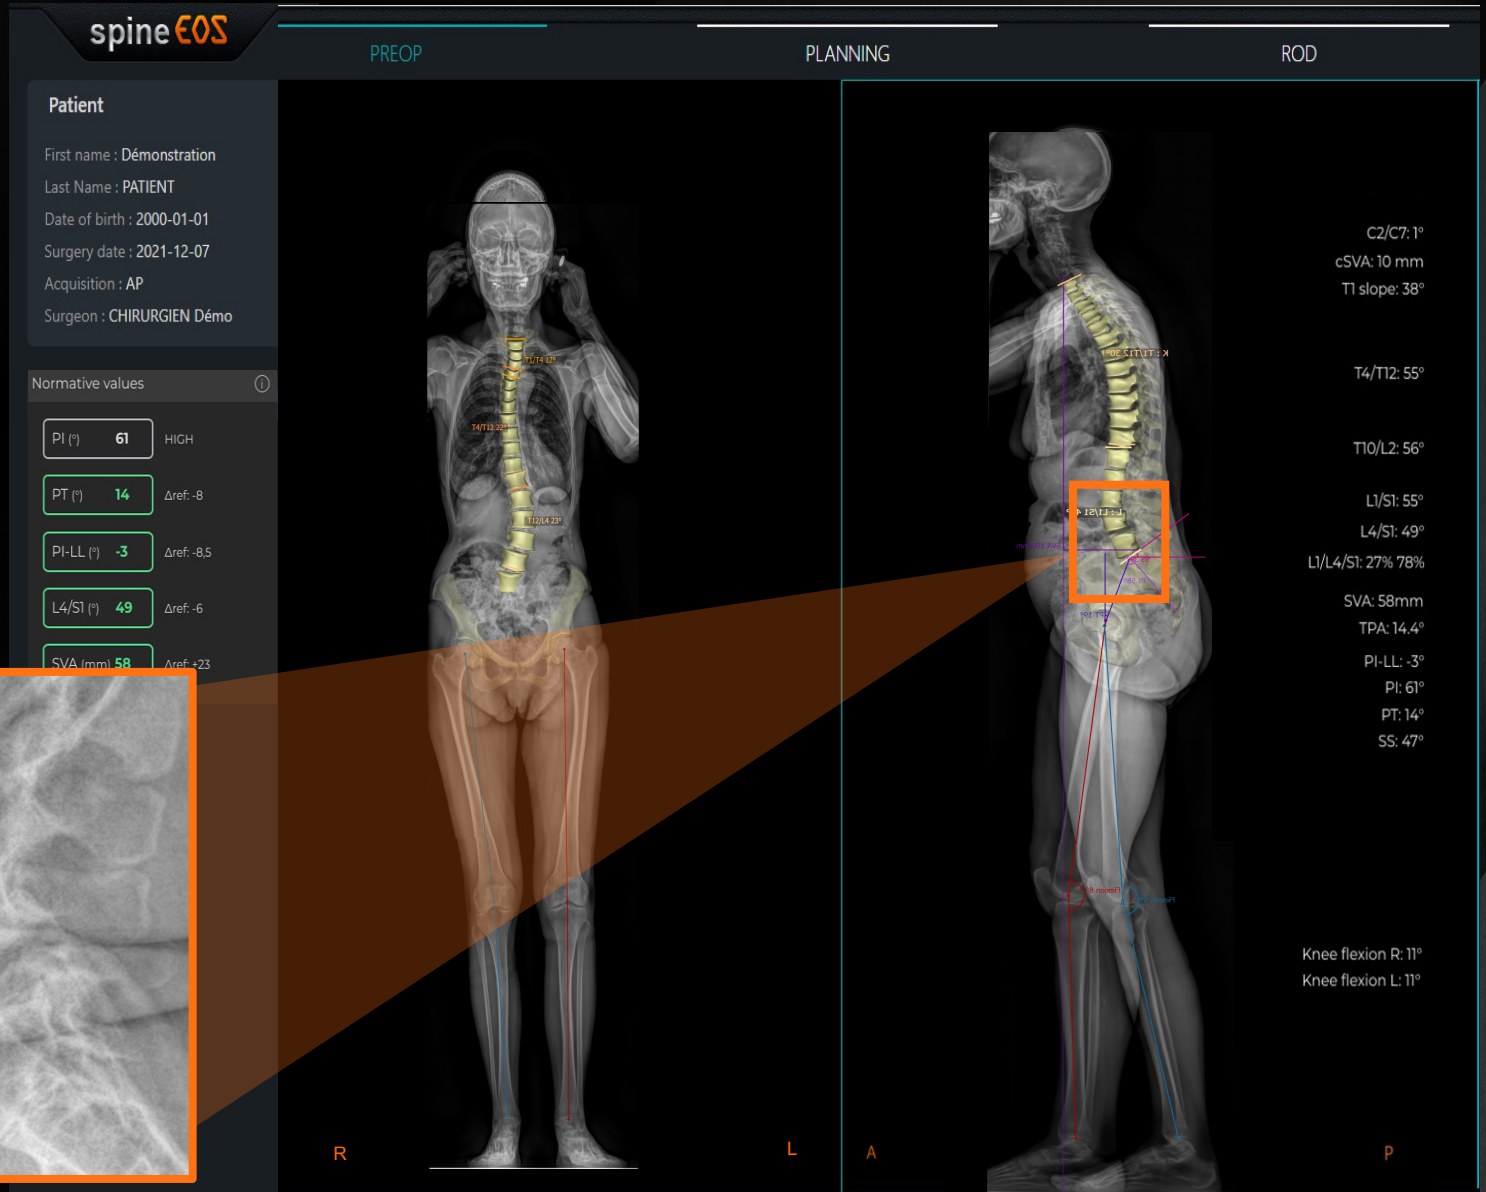 spineEOS
PREOP
PLANNING
ROD
Patient
First name : Démonstration
Last Name : PATIENT
Date of birth : 2000-01-01
Surgery date : 2021-12-07
Acquisition : AP
Surgeon : CHIRURGIEN Démo
Normative values
PI (°) 61 HIGH
PT (°) 14 Δref: -8
PI-LL (°) -3 Δref: -8,5
L4/S1 (°) 49 Δref: -6
SVA (mm) 58 Δref: +23
T1/T4 12°
T4/T12 22°
T12/L4 23°
R
L
K : T1/T12 30°
Flexion R
C2/C7: 1°
cSVA: 10 mm
T1 slope: 38°
T4/T12: 55°
T10/L2: 56°
L1/S1: 55°
L4/S1: 49°
L1/L4/S1: 27% 78%
SVA: 58mm
TPA: 14.4°
PI-LL: -3°
PI: 61°
PT: 14°
SS: 47°
Knee flexion R: 11°
Knee flexion L: 11°
A
P